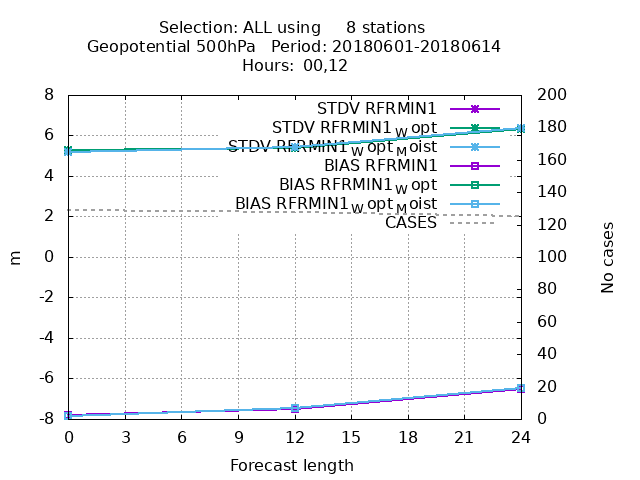 Selection: ALL using     8 stations
Geopotential 500hPa   Period: 20180601-20180614
Hours:  00,12
8
6
4
2
0
-2
-4
-6
-8
m
200
180
160
140
120
100
80
60
40
20
0
No cases
STDV RFRMIN1
STDV RFRMIN1_W opt
STDV RFRMIN1_W opt_M oist
BIAS RFRMIN1
BIAS RFRMIN1_W opt
BIAS RFRMIN1_W opt_M oist
CASES
0 3 6 9 12 15 18 21 24
Forecast length